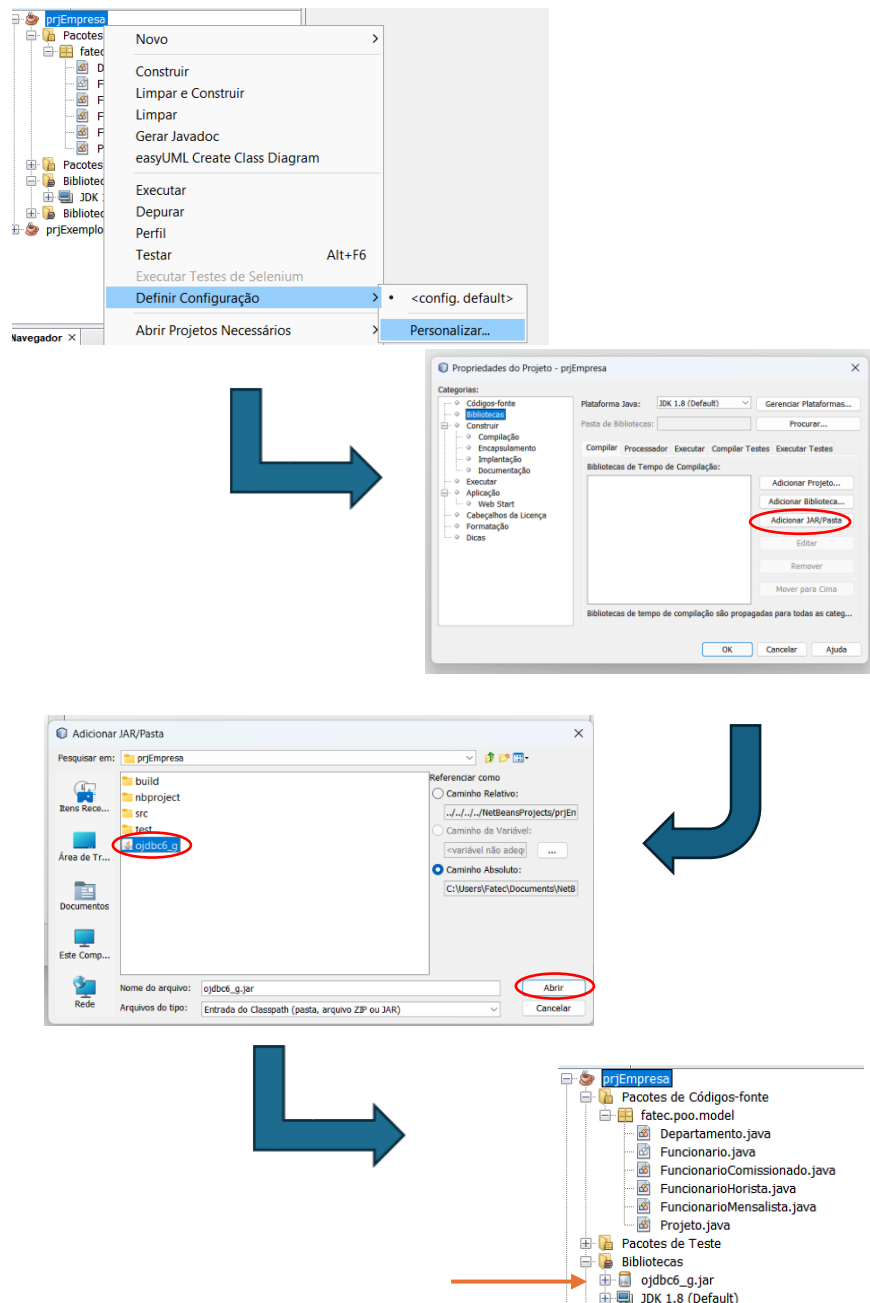 prjEmpresa
Pacotes
fatec
D
F
F
F
F
P
Pacotes
Bibliotec
JDK
Bibliotec
prjExemplo
Navegador ×
Novo >
Construir
Limpar e Construir
Limpar
Gerar Javadoc
easyUML Create Class Diagram
Executar
Depurar
Perfil
Testar Alt+F6
Executar Testes de Selenium
Definir Configuração >
Abrir Projetos Necessários >
• <config. default>
Personalizar...
Propriedades do Projeto - prjEmpresa ×
Categorias:
Códigos-fonte
Bibliotecas
Construir
Compilação
Encapsulamento
Implantação
Documentação
Executar
Aplicação
Web Start
Cabeçalhos da Licença
Formatação
Dicas
Plataforma Java: JDK 1.8 (Default) Gerenciar Plataformas...
Pasta de Bibliotecas: Procurar...
Compilar Processador Executar Compilar Testes Executar Testes
Bibliotecas de Tempo de Compilação:
Adicionar Projeto...
Adicionar Biblioteca...
Adicionar JAR/Pasta
Editar
Remover
Mover para Cima
Bibliotecas de tempo de compilação são propagadas para todas as categ...
OK Cancelar Ajuda
Adicionar JAR/Pasta ×
Pesquisar em: prjEmpresa
Itens Rece...
Área de Tr...
Documentos
Este Comp...
Rede
build
nbproject
src
test
ojdbc6_g
Referenciar como
Caminho Relativo:
../../../../NetBeansProjects/prjEn
Caminho da Variável:
<variável não adeq ...
Caminho Absoluto:
C:\Users\Fatec\Documents\NetB
Nome do arquivo: ojdbc6_g.jar Abrir
Arquivos do tipo: Entrada do Classpath (pasta, arquivo ZIP ou JAR) Cancelar
prjEmpresa
Pacotes de Códigos-fonte
fatec.poo.model
Departamento.java
Funcionario.java
FuncionarioComissionado.java
FuncionarioHorista.java
FuncionarioMensalista.java
Projeto.java
Pacotes de Teste
Bibliotecas
ojdbc6_g.jar
JDK 1.8 (Default)